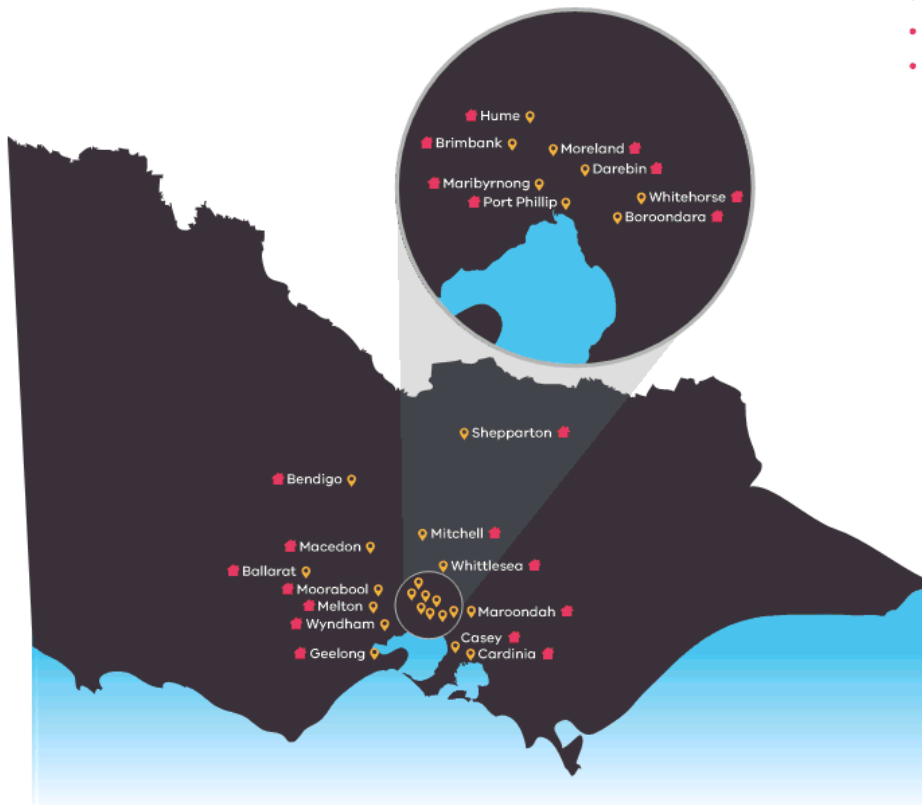 Hume
Brimbank
Moreland
Darebin
Maribyrnong
Whitehorse
Port Phillip
Boroondara
Shepparton
Bendigo
Mitchell
Macedon
Whittlesea
Ballarat
Moorabool
Melton
Maroondah
Wyndham
Casey
Geelong
Cardinia